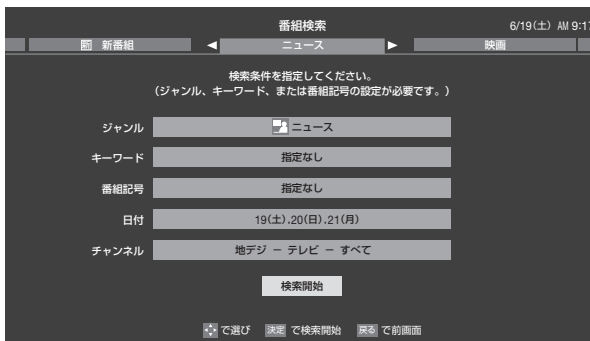 番組検索 6/19(土) AM 9:17
新 新番組 ◀ ニュース ▶ 映画
検索条件を指定してください。
(ジャンル、キーワード、または番組記号の設定が必要です。)
ジャンル ニュース
キーワード 指定なし
番組記号 指定なし
日付 19(土).20(日).21(月)
チャンネル 地デジ − テレビ − すべて
検索開始
で選び 決定 で検索開始 戻る で前画面